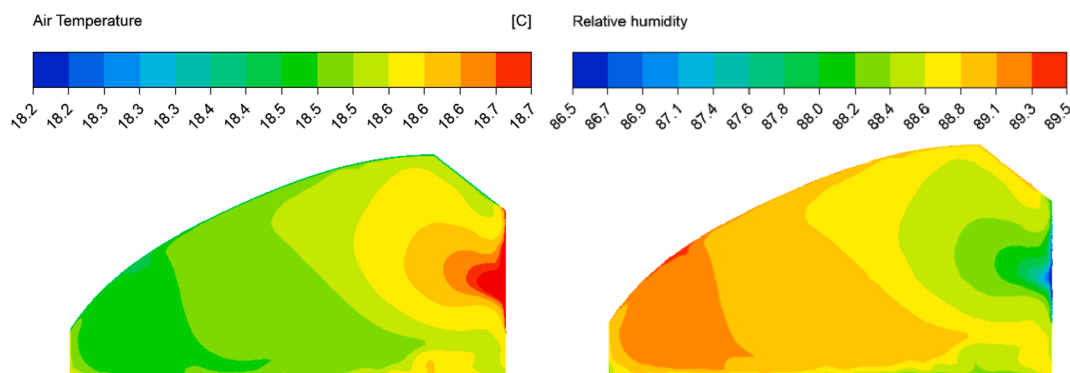 Air Temperature [C]
18.2 18.2 18.3 18.3 18.4 18.4 18.5 18.5 18.5 18.6 18.6 18.6 18.7 18.7
Relative humidity
86.5 86.7 86.9 87.1 87.4 87.6 87.8 88.0 88.2 88.4 88.6 88.8 89.1 89.3 89.5